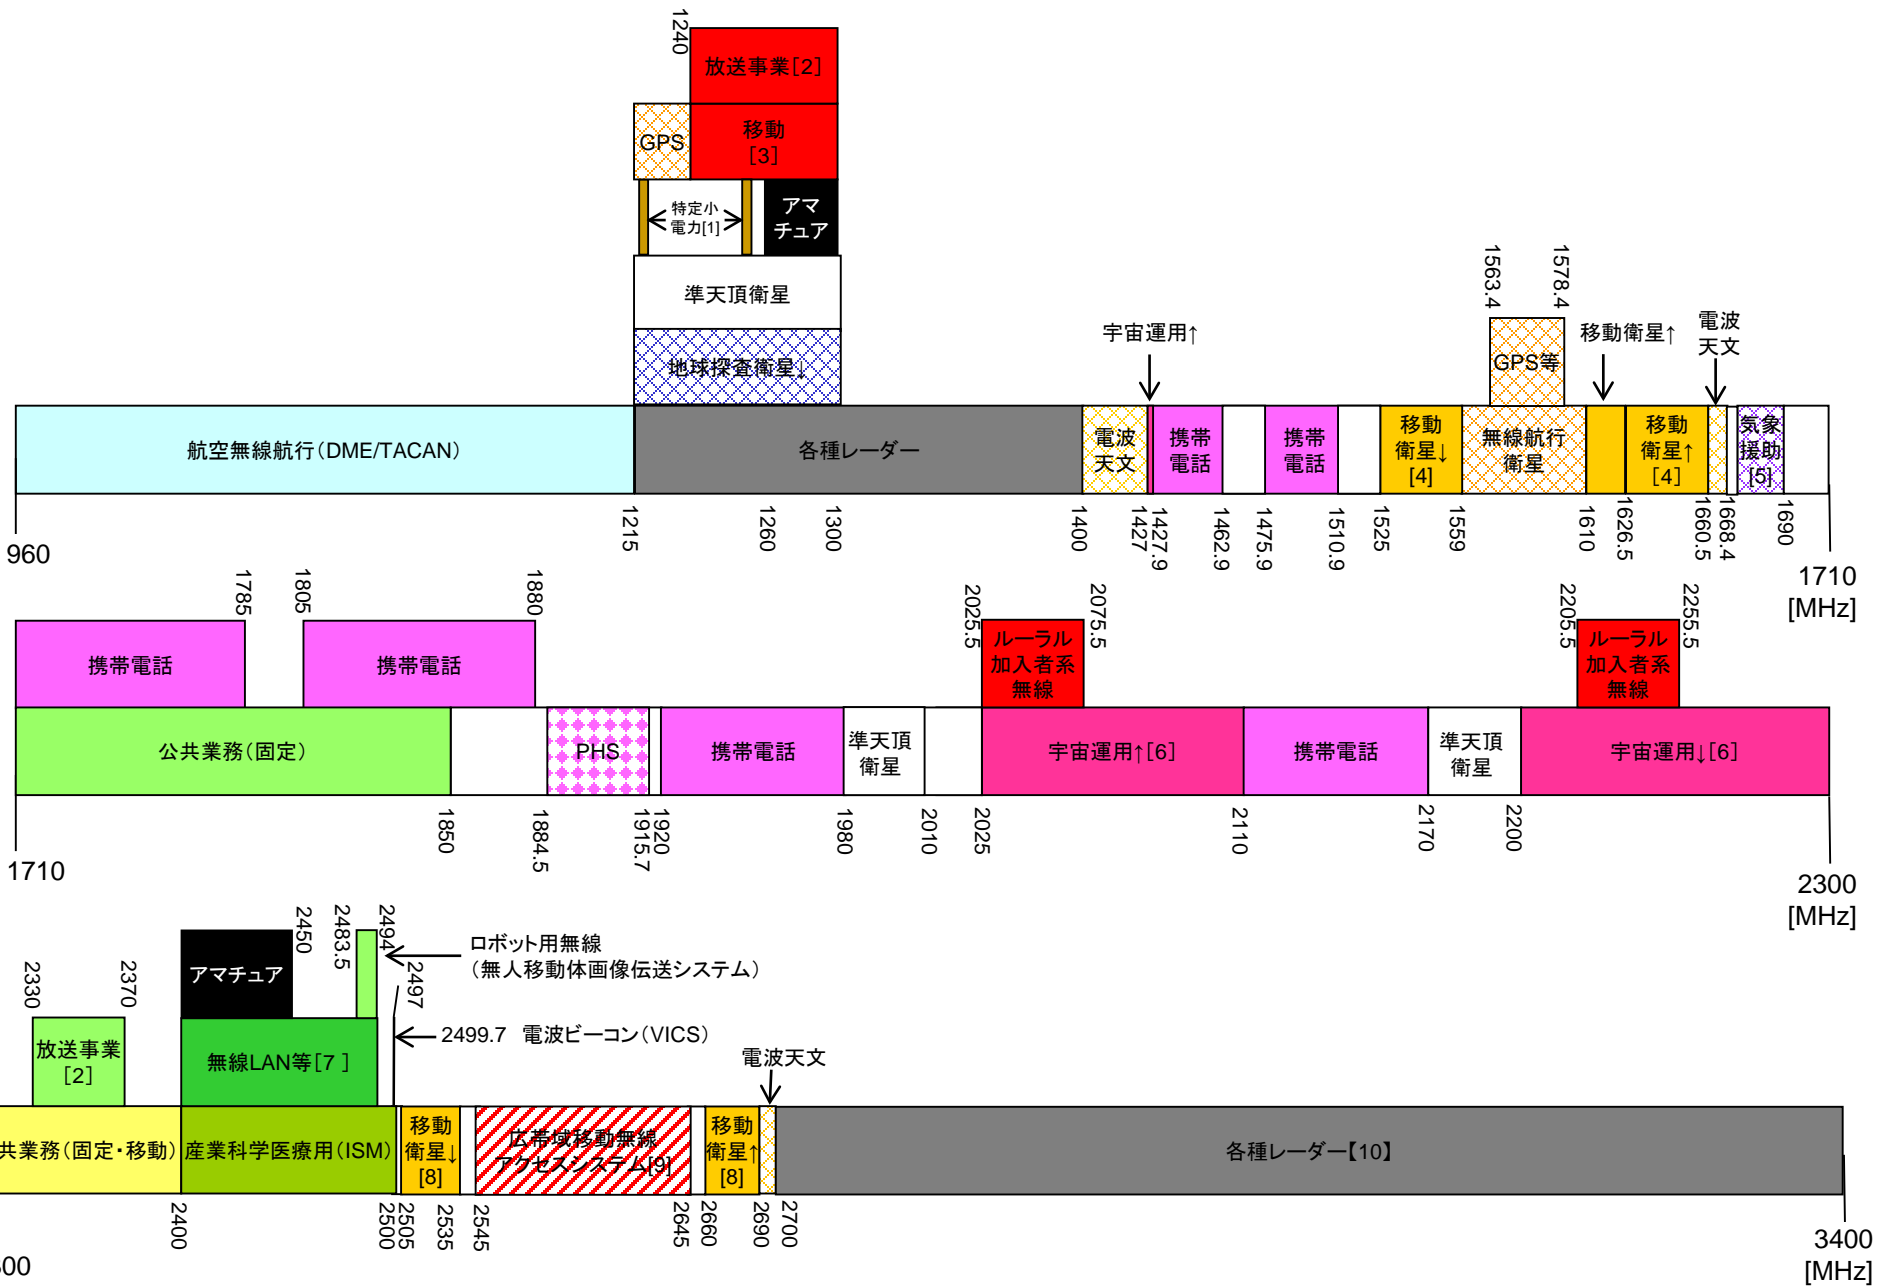 1240
放送事業[2]
GPS
移動
[3]
特定小
電力[1]
アマ
チュア
準天頂衛星
地球探査衛星↓
宇宙運用↑
1563.4
1578.4
GPS等
移動衛星↑
電波
天文
航空無線航行(DME/TACAN)
各種レーダー
電波
天文
携帯
電話
携帯
電話
移動
衛星↓
[4]
無線航行
衛星
移動
衛星↑
[4]
気象
援助
[5]
960
1215
1260
1300
1400
1427
1427.9
1462.9
1475.9
1510.9
1525
1559
1610
1626.5
1660.5
1668.4
1690
1710
[MHz]
1785
1805
1880
2025.5
2075.5
2205.5
2255.5
携帯電話
携帯電話
ルーラル
加入者系
無線
ルーラル
加入者系
無線
公共業務(固定)
PHS
携帯電話
準天頂
衛星
宇宙運用↑[6]
携帯電話
準天頂
衛星
宇宙運用↓[6]
1710
1850
1884.5
1915.7
1920
1980
2010
2025
2110
2170
2200
2300
[MHz]
2330
2370
アマチュア
2450
2483.5
2494
2497
ロボット用無線
(無人移動体画像伝送システム)
放送事業
[2]
無線LAN等[7 ]
2499.7 電波ビーコン(VICS)
電波天文
共業務(固定・移動)
産業科学医療用(ISM)
移動
衛星↓
[8]
広帯域移動無線
アクセスシステム[9]
移動
衛星↑
[8]
各種レーダー【10】
2400
2500
2505
2535
2545
2645
2660
2690
2700
3400
[MHz]
00